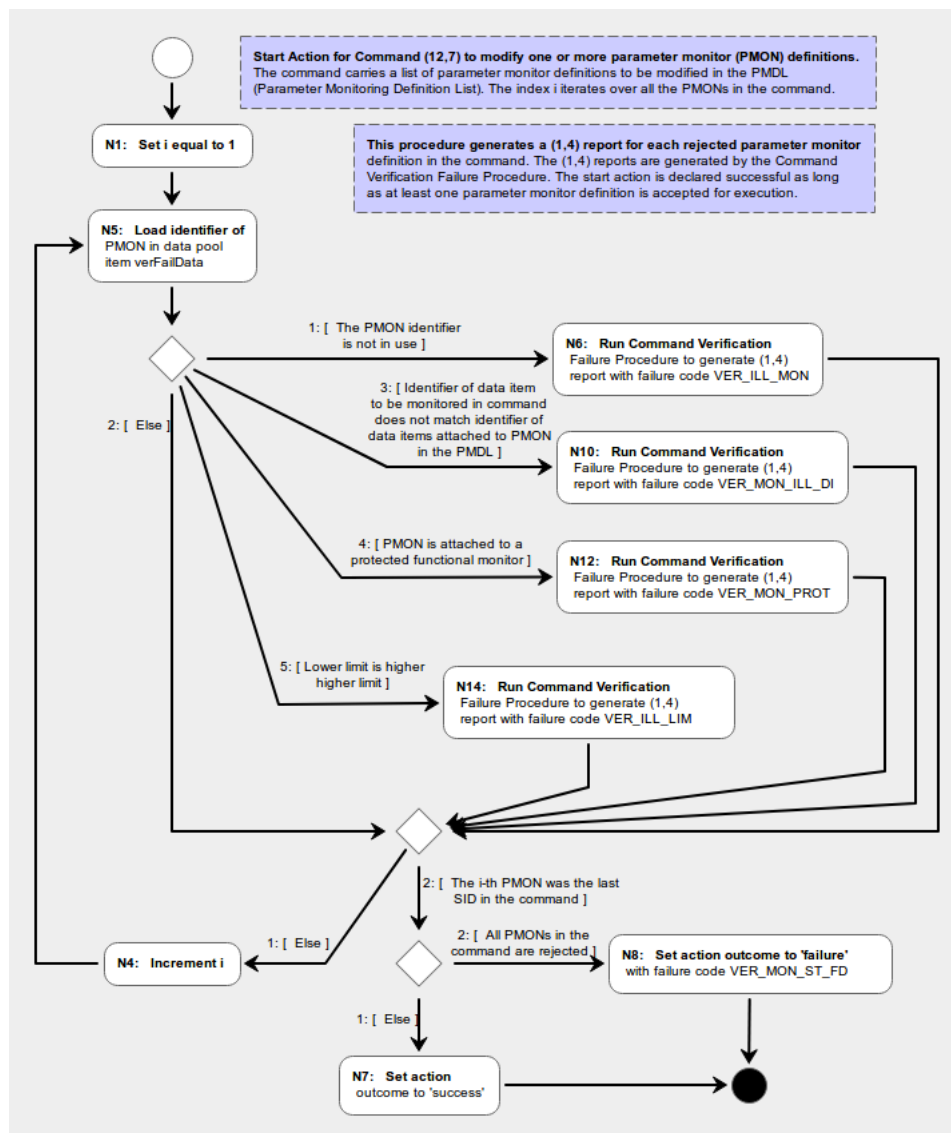 Start Action for Command (12,7) to modify one or more parameter monitor (PMON) definitions.
The command carries a list of parameter monitor definitions to be modified in the PMDL
(Parameter Monitoring Definition List). The index i iterates over all the PMONs in the command.
N1: Set i equal to 1
This procedure generates a (1,4) report for each rejected parameter monitor
definition in the command. The (1,4) reports are generated by the Command
Verification Failure Procedure. The start action is declared successful as long
as at least one parameter monitor definition is accepted for execution.
N5: Load identifier of
PMON in data pool
item verFailData
1: [ The PMON identifier
is not in use ]
N6: Run Command Verification
Failure Procedure to generate (1,4)
report with failure code VER_ILL_MON
3: [ Identifier of data item
to be monitored in command
does not match identifier of
data items attached to PMON
in the PMDL ]
2: [ Else ]
N10: Run Command Verification
Failure Procedure to generate (1,4)
report with failure code VER_MON_ILL_DI
4: [ PMON is attached to a
protected functional monitor ]
N12: Run Command Verification
Failure Procedure to generate (1,4)
report with failure code VER_MON_PROT
5: [ Lower limit is higher
higher limit ]
N14: Run Command Verification
Failure Procedure to generate (1,4)
report with failure code VER_ILL_LIM
2: [ The i-th PMON was the last
SID in the command ]
1: [ Else ]
N4: Increment i
2: [ All PMONs in the
command are rejected ]
N8: Set action outcome to 'failure'
with failure code VER_MON_ST_FD
1: [ Else ]
N7: Set action
outcome to 'success'